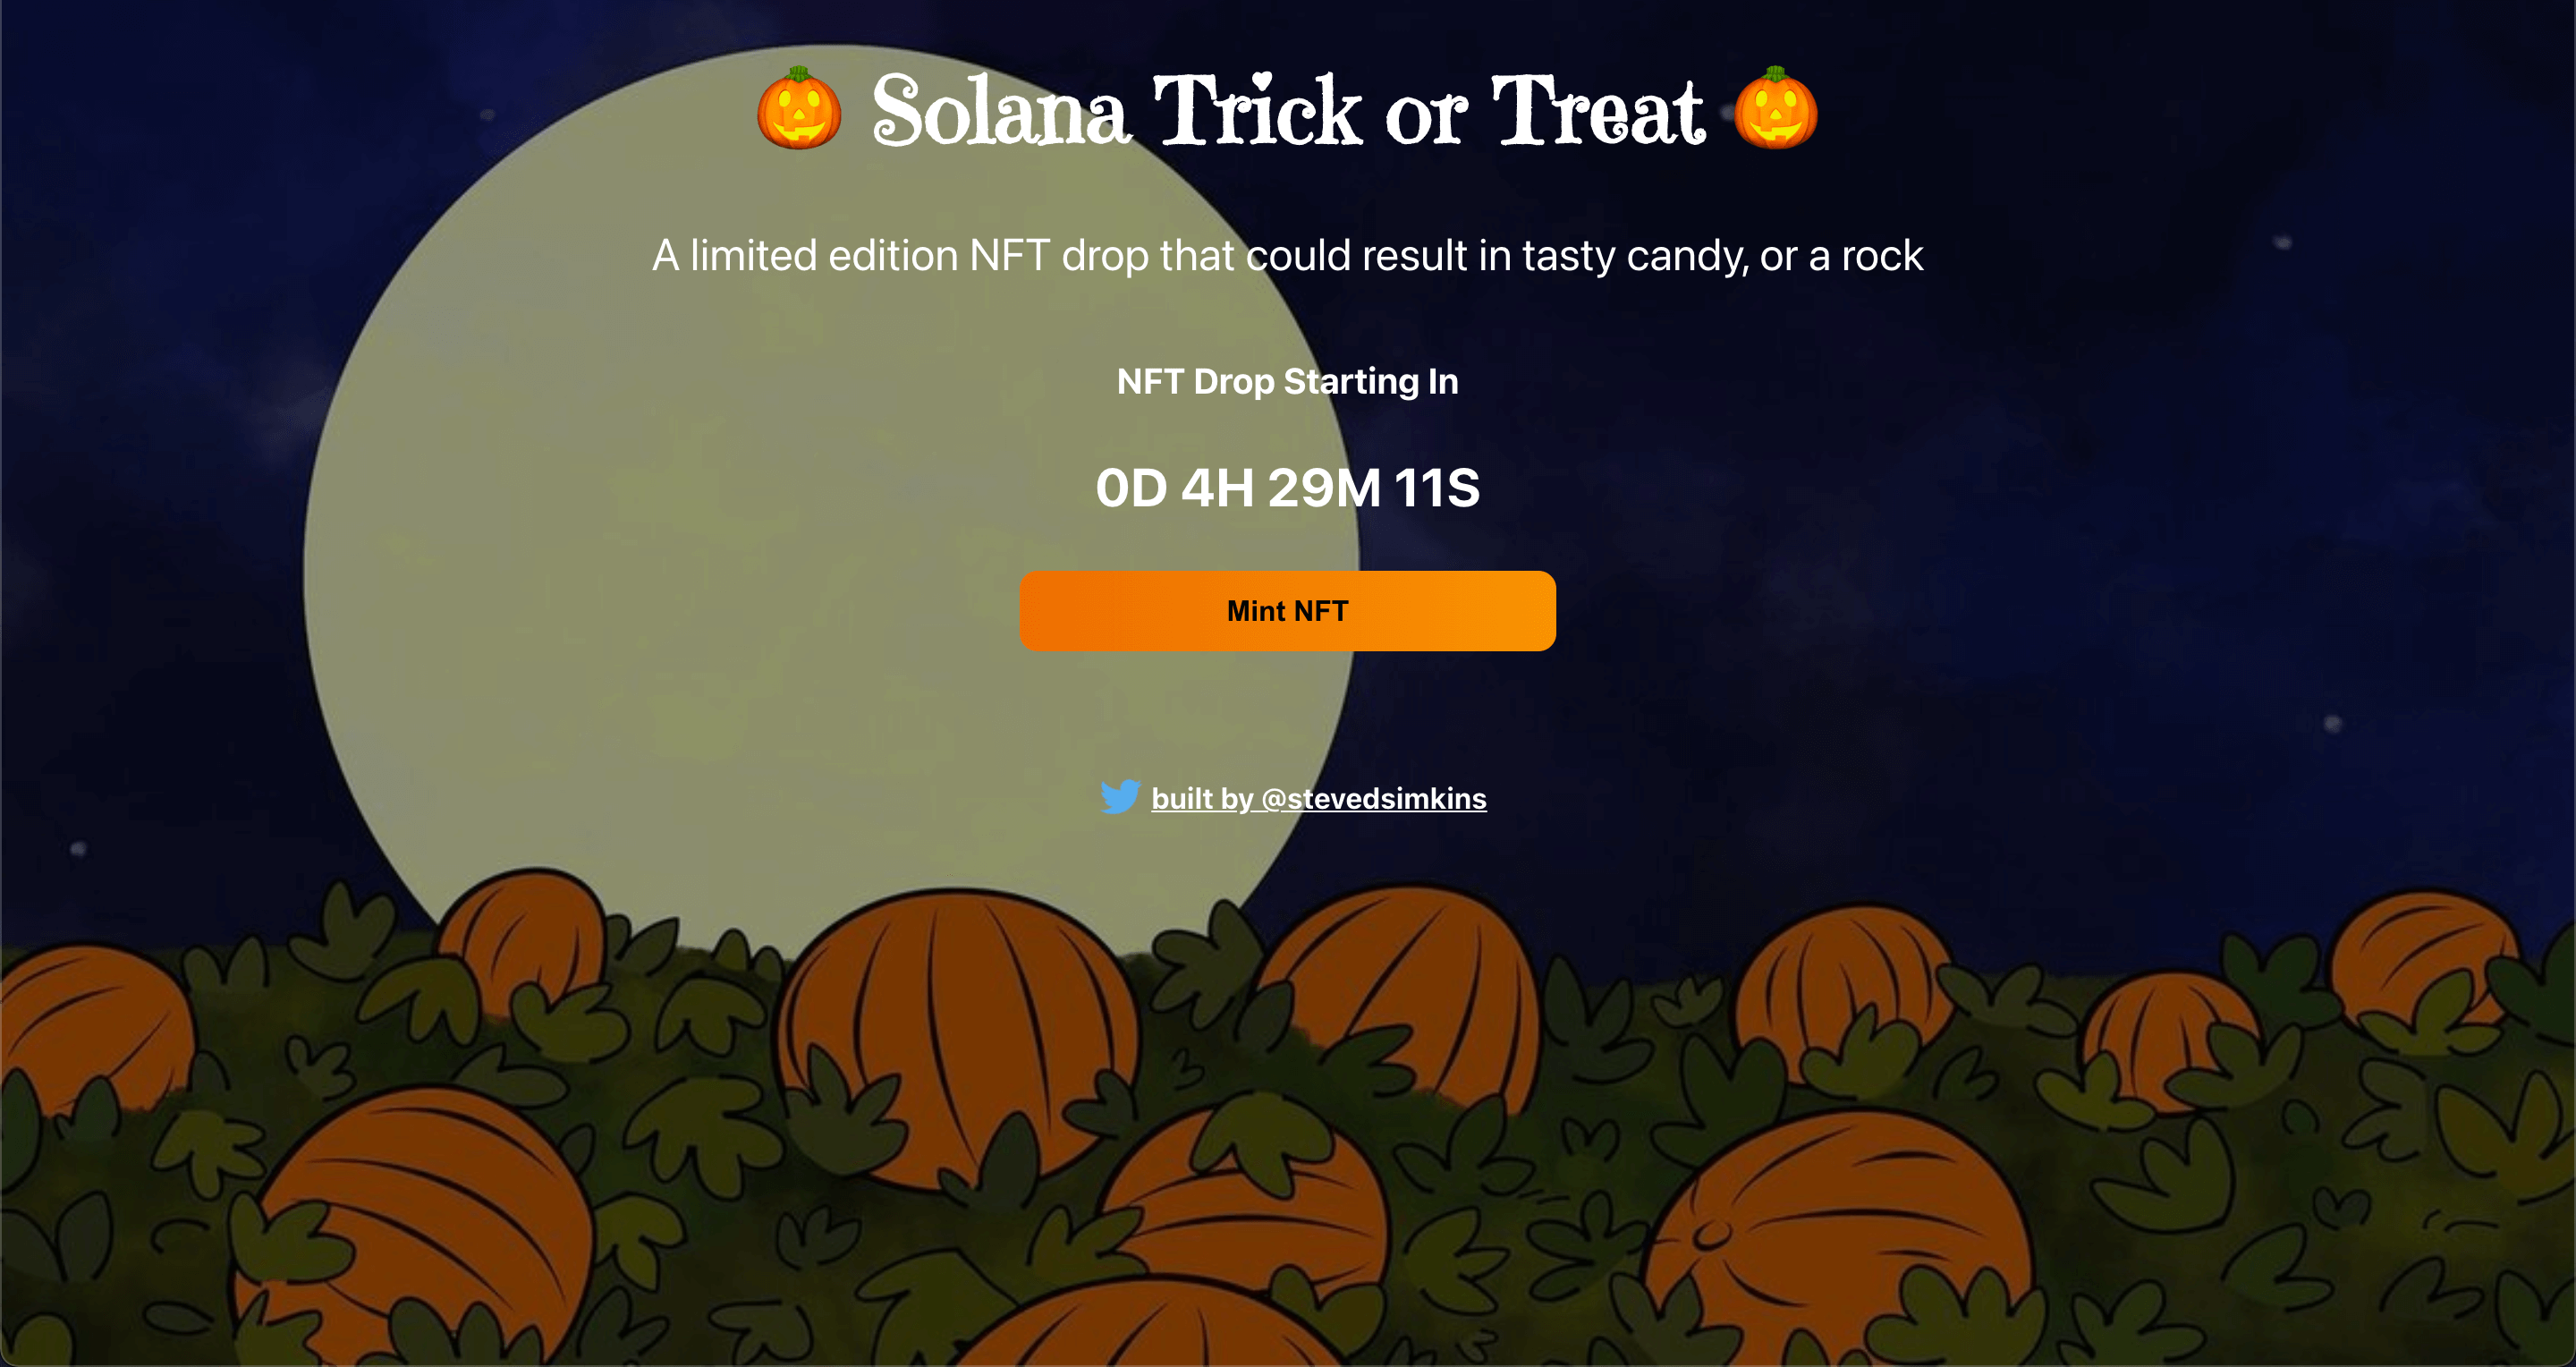 🎃 Solana Trick or Treat 🎃
A limited edition NFT drop that could result in tasty candy, or a rock
NFT Drop Starting In
0D 4H 29M 11S
Mint NFT
built by @stevedsimkins